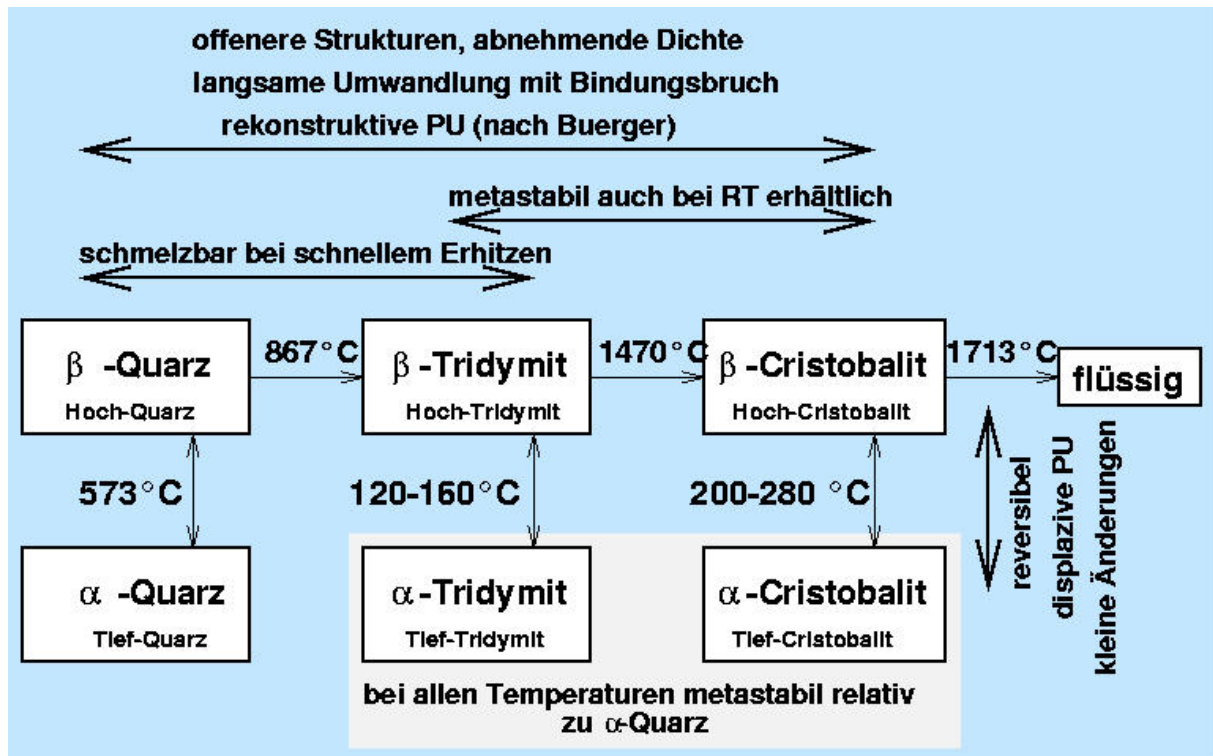 offenere Strukturen, abnehmende Dichte
langsame Umwandlung mit Bindungsbruch
rekonstruktive PU (nach Buerger)
metastabil auch bei RT erhältlich
schmelzbar bei schnellem Erhitzen
β -Quarz
Hoch-Quarz
867°C
β -Tridymit
Hoch-Tridymit
1470°C
β -Cristobalit
Hoch-Cristobalit
1713°C
flüssig
573°C
120-160°C
200-280 °C
reversibel
displazive PU
kleine Änderungen
α -Quarz
Tief-Quarz
α-Tridymit
Tief-Tridymit
α-Cristobalit
Tief-Cristobalit
bei allen Temperaturen metastabil relativ
zu α-Quarz